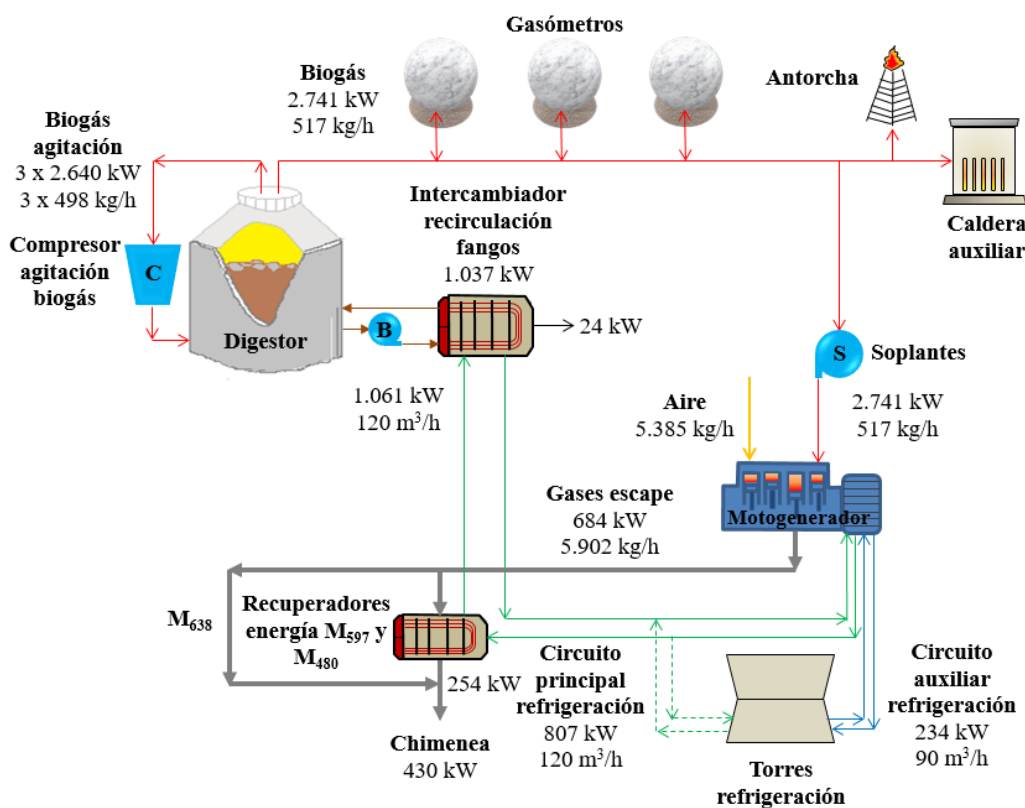 Gasómetros
Biogás
2.741 kW
517 kg/h
Antorcha
Biogás
agitación
3 x 2.640 kW
3 x 498 kg/h
Intercambiador
recirculación
fangos
1.037 kW
Caldera
auxiliar
Compresor
agitación
biogás
C
Digestor
B
24 kW
S
Soplantes
1.061 kW
120 m³/h
Aire
5.385 kg/h
2.741 kW
517 kg/h
Gases escape
684 kW
5.902 kg/h
Motogenerador
M₆₃₈
Recuperadores
energía M₅₉₇ y
M₄₈₀
254 kW
Circuito
principal
refrigeración
807 kW
120 m³/h
Circuito
auxiliar
refrigeración
234 kW
90 m³/h
Chimenea
430 kW
Torres
refrigeración